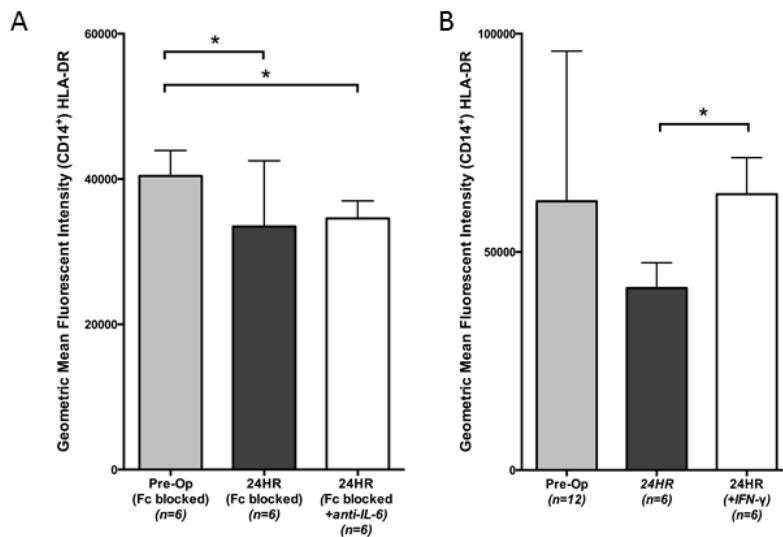 A
Geometric Mean Fluorescent Intensity (CD14⁺) HLA-DR
60000
40000
20000
0
*
*
Pre-Op
(Fc blocked)
(n=6)
24HR
(Fc blocked)
(n=6)
24HR
(Fc blocked
+anti-IL-6)
(n=6)
B
Geometric Mean Fluorescent Intensity (CD14⁺) HLA-DR
100000
50000
0
*
Pre-Op
(n=12)
24HR
(n=6)
24HR
(+IFN-γ)
(n=6)